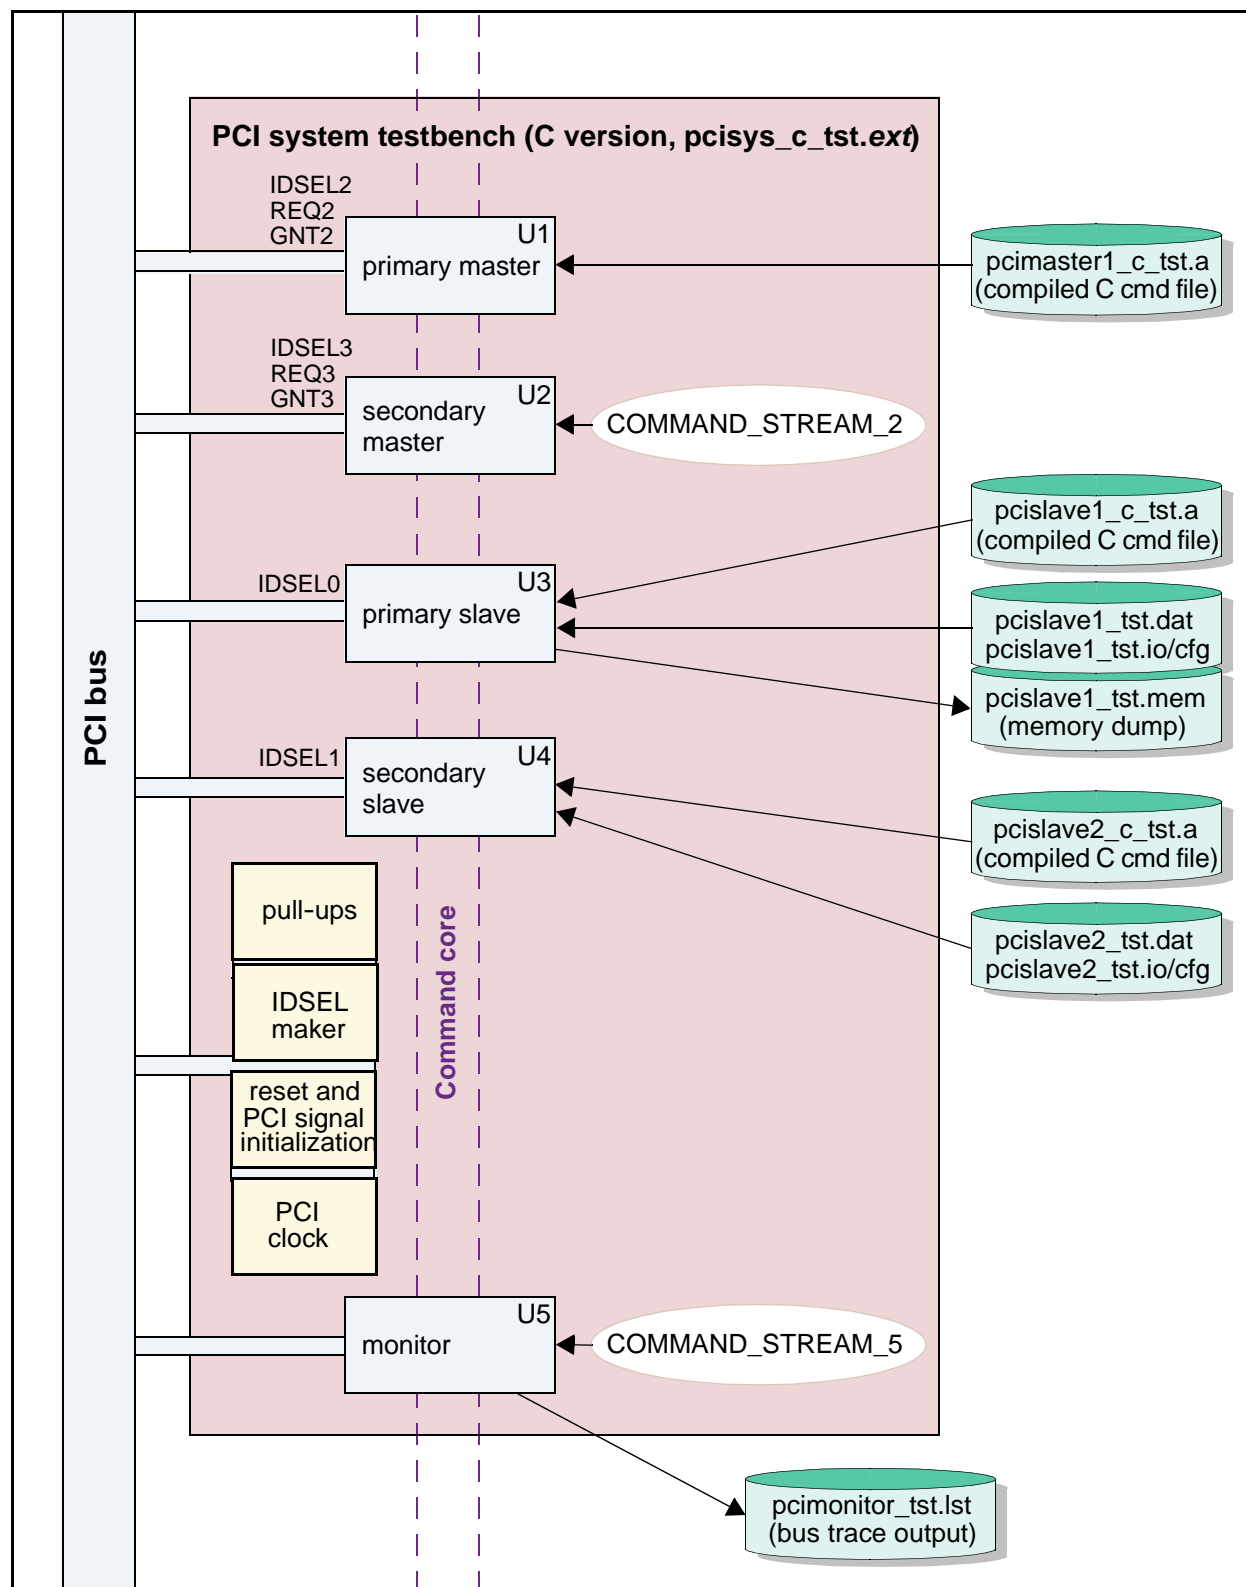 PCI system testbench (C version, pcisys_c_tst.ext)
IDSEL2
REQ2
GNT2
U1
primary master
pcimaster1_c_tst.a
(compiled C cmd file)
IDSEL3
REQ3
GNT3
U2
secondary
master
COMMAND_STREAM_2
pcislave1_c_tst.a
(compiled C cmd file)
IDSEL0
U3
primary slave
pcislave1_tst.dat
pcislave1_tst.io/cfg
pcislave1_tst.mem
(memory dump)
PCI bus
IDSEL1
U4
secondary
slave
pcislave2_c_tst.a
(compiled C cmd file)
pcislave2_tst.dat
pcislave2_tst.io/cfg
Command core
pull-ups
IDSEL
maker
reset and
PCI signal
initialization
PCI
clock
U5
monitor
COMMAND_STREAM_5
pcimonitor_tst.lst
(bus trace output)